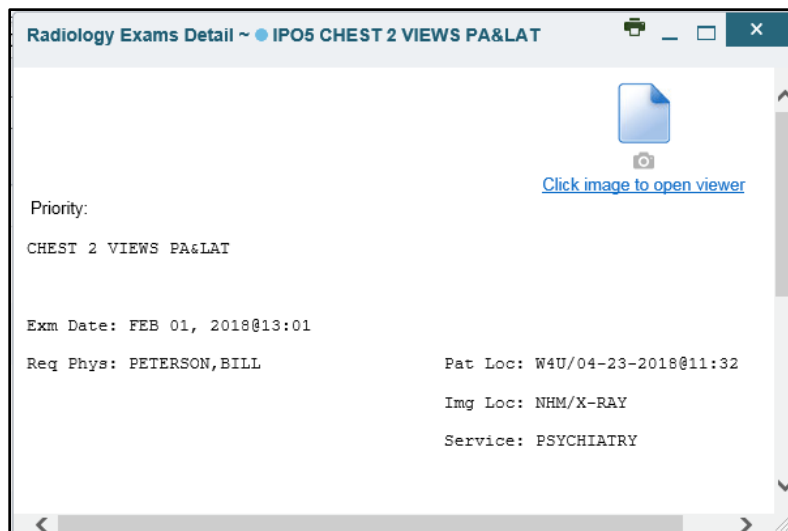 Radiology Exams Detail ~ IPO5 CHEST 2 VIEWS PA&LAT
Click image to open viewer
Priority:
CHEST 2 VIEWS PA&LAT
Exm Date: FEB 01, 2018@13:01
Req Phys: PETERSON,BILL Pat Loc: W4U/04-23-2018@11:32
Img Loc: NHM/X-RAY
Service: PSYCHIATRY